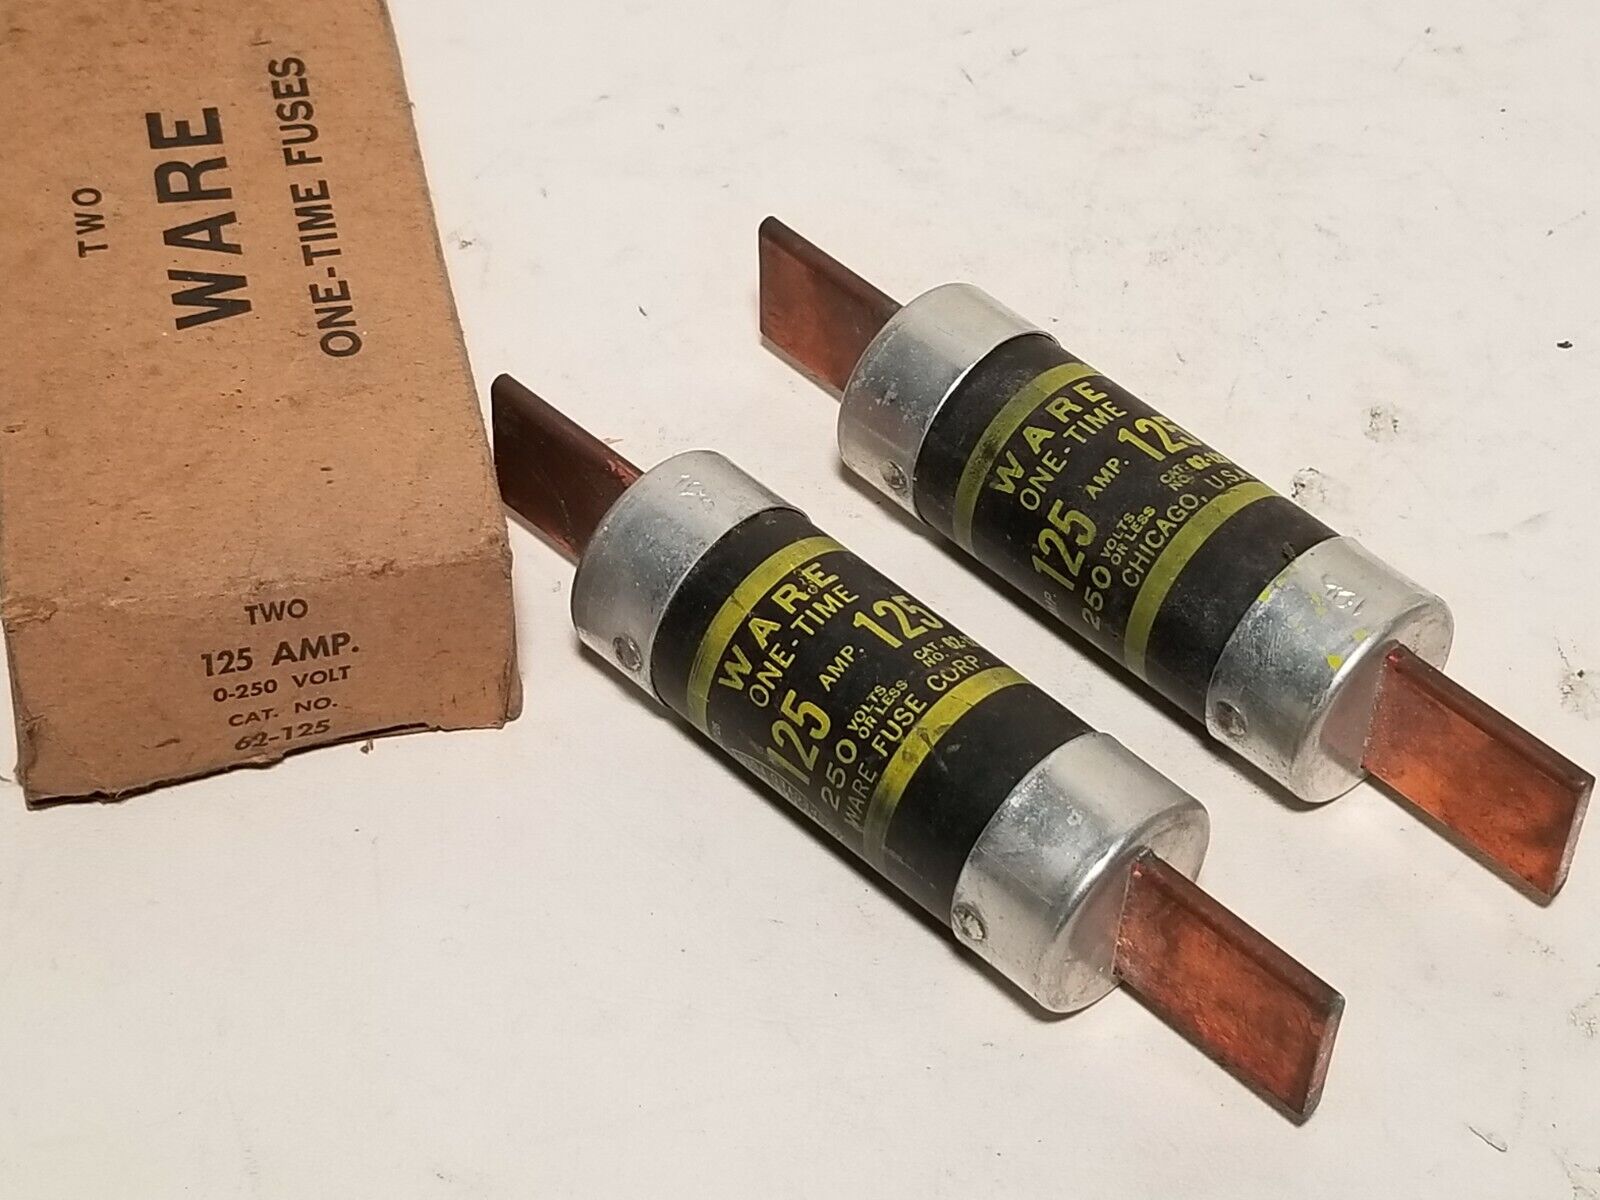 TWO
WARE
ONE-TIME FUSES
TWO
125 AMP.
0-250 VOLT
CAT. NO.
62-125
WARE
ONE-TIME
125 AMP. 125
250 VOLTS OR LESS CAT. NO.
WARE FUSE CORP.
WARE
ONE-TIME
125 AMP. 125
250 VOLTS OR LESS CAT. NO.
CHICAGO, U.S.A.